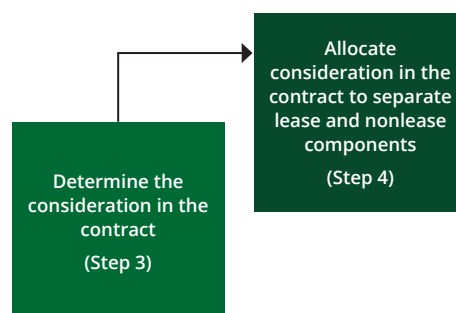 Allocate
consideration in the
contract to separate
lease and nonlease
components
(Step 4)
Determine the
consideration in the
contract
(Step 3)